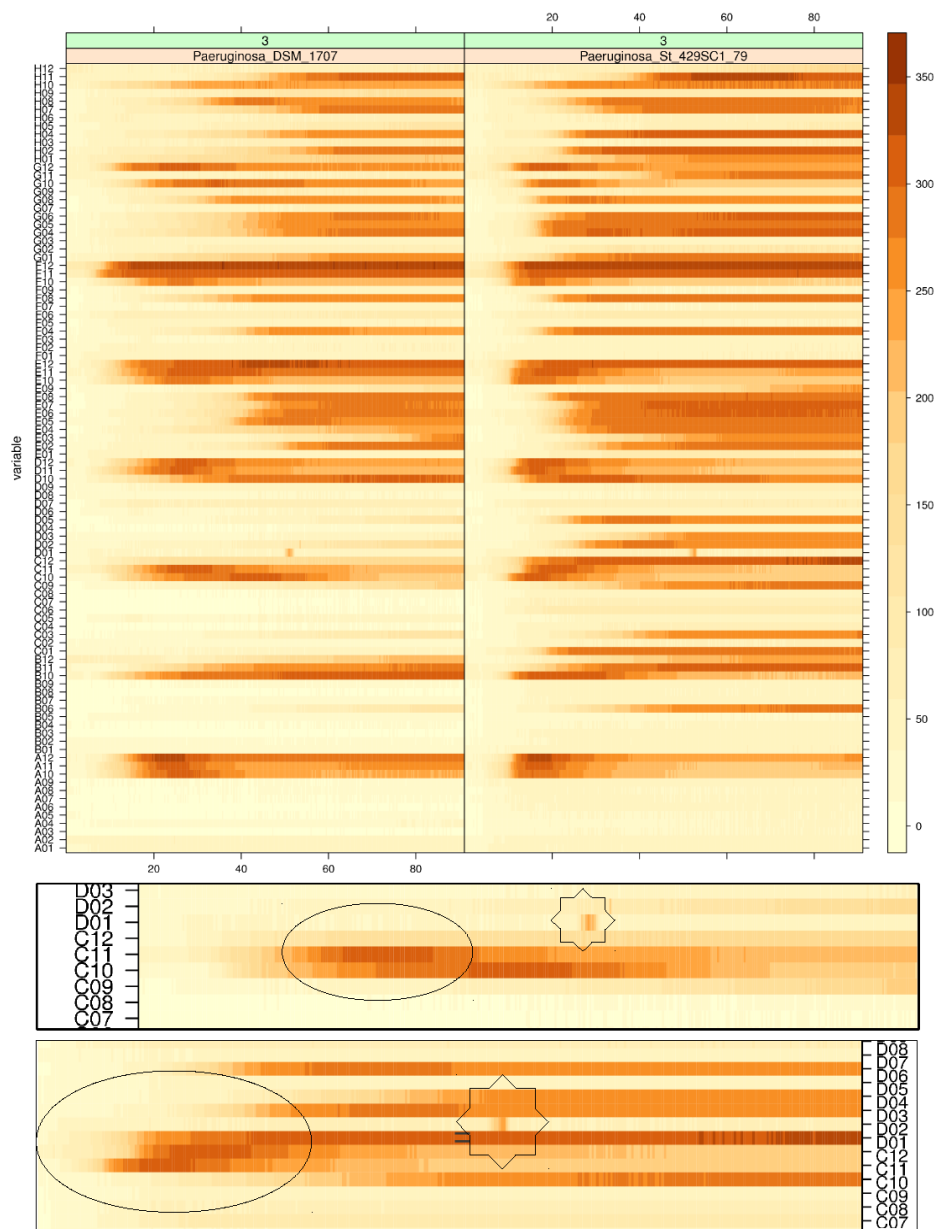 20 40 60 80
3 3
Paeruginosa_DSM_1707 Paeruginosa_St_429SC1_79
variable
H12
H11
H10
H09
H08
H07
H06
H05
H04
H03
H02
H01
G12
G11
G10
G09
G08
G07
G06
G05
G04
G03
G02
G01
F12
F11
F10
F09
F08
F07
F06
F05
F04
F03
F02
F01
E12
E11
E10
E09
E08
E07
E06
E05
E04
E03
E02
E01
D12
D11
D10
D09
D08
D07
D06
D05
D04
D03
D02
D01
C12
C11
C10
C09
C08
C07
C06
C05
C04
C03
C02
C01
B12
B11
B10
B09
B08
B07
B06
B05
B04
B03
B02
B01
A12
A11
A10
A09
A08
A07
A06
A05
A04
A03
A02
A01
20 40 60 80
350
300
250
200
150
100
50
0
D03
D02
D01
C12
C11
C10
C09
C08
C07
D08
D07
D06
D05
D04
D03
D02
D01
C12
C11
C10
C09
C08
C07